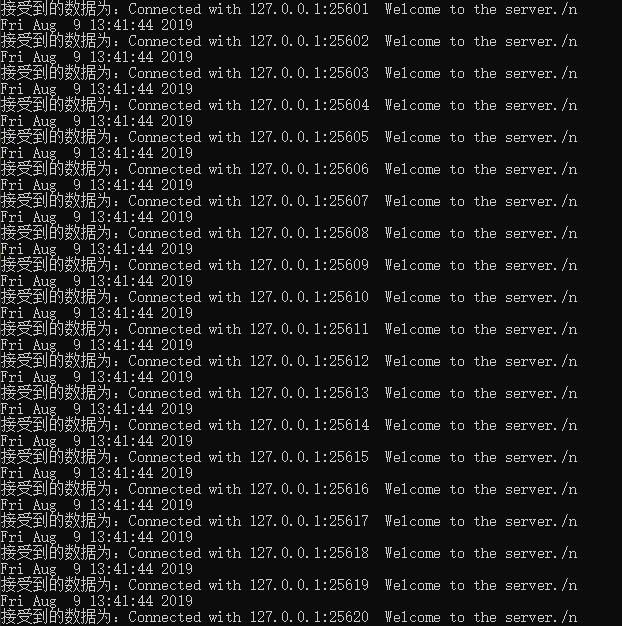 接受到的数据为：Connected with 127.0.0.1:25601  Welcome to the server./n
Fri Aug  9 13:41:44 2019
接受到的数据为：Connected with 127.0.0.1:25602  Welcome to the server./n
Fri Aug  9 13:41:44 2019
接受到的数据为：Connected with 127.0.0.1:25603  Welcome to the server./n
Fri Aug  9 13:41:44 2019
接受到的数据为：Connected with 127.0.0.1:25604  Welcome to the server./n
Fri Aug  9 13:41:44 2019
接受到的数据为：Connected with 127.0.0.1:25605  Welcome to the server./n
Fri Aug  9 13:41:44 2019
接受到的数据为：Connected with 127.0.0.1:25606  Welcome to the server./n
Fri Aug  9 13:41:44 2019
接受到的数据为：Connected with 127.0.0.1:25607  Welcome to the server./n
Fri Aug  9 13:41:44 2019
接受到的数据为：Connected with 127.0.0.1:25608  Welcome to the server./n
Fri Aug  9 13:41:44 2019
接受到的数据为：Connected with 127.0.0.1:25609  Welcome to the server./n
Fri Aug  9 13:41:44 2019
接受到的数据为：Connected with 127.0.0.1:25610  Welcome to the server./n
Fri Aug  9 13:41:44 2019
接受到的数据为：Connected with 127.0.0.1:25611  Welcome to the server./n
Fri Aug  9 13:41:44 2019
接受到的数据为：Connected with 127.0.0.1:25612  Welcome to the server./n
Fri Aug  9 13:41:44 2019
接受到的数据为：Connected with 127.0.0.1:25613  Welcome to the server./n
Fri Aug  9 13:41:44 2019
接受到的数据为：Connected with 127.0.0.1:25614  Welcome to the server./n
Fri Aug  9 13:41:44 2019
接受到的数据为：Connected with 127.0.0.1:25615  Welcome to the server./n
Fri Aug  9 13:41:44 2019
接受到的数据为：Connected with 127.0.0.1:25616  Welcome to the server./n
Fri Aug  9 13:41:44 2019
接受到的数据为：Connected with 127.0.0.1:25617  Welcome to the server./n
Fri Aug  9 13:41:44 2019
接受到的数据为：Connected with 127.0.0.1:25618  Welcome to the server./n
Fri Aug  9 13:41:44 2019
接受到的数据为：Connected with 127.0.0.1:25619  Welcome to the server./n
Fri Aug  9 13:41:44 2019
接受到的数据为：Connected with 127.0.0.1:25620  Welcome to the server./n